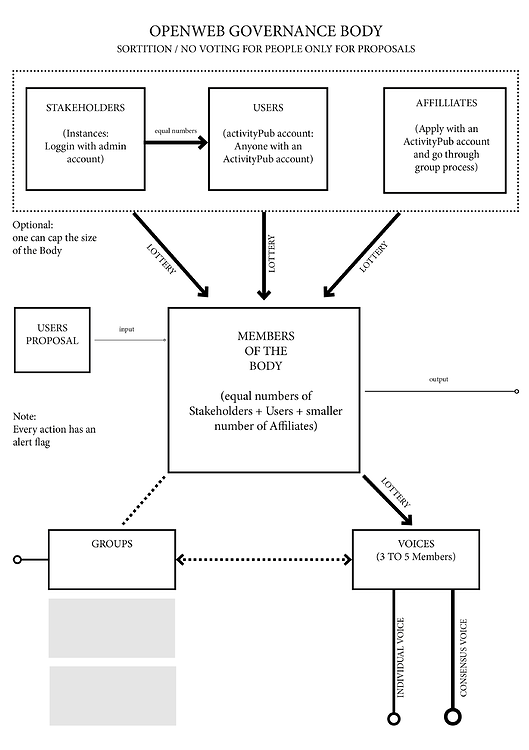 OPENWEB GOVERNANCE BODY
SORTITION / NO VOTING FOR PEOPLE ONLY FOR PROPOSALS
STAKEHOLDERS
(Instances:
Loggin with admin
account)
equal numbers
USERS
(activityPub account:
Anyone with an
ActivityPub account)
AFFILLIATES
(Apply with an
ActivityPub account
and go through
group process)
Optional:
one can cap the size
of the Body
LOTTERY
LOTTERY
LOTTERY
USERS
PROPOSAL
input
MEMBERS
OF THE
BODY
(equal numbers of
Stakeholders + Users + smaller
number of Affiliates)
output
Note:
Every action has an
alert flag
LOTTERY
GROUPS
VOICES
(3 TO 5 Members)
INDIVIDUAL VOICE
CONSENSUS VOICE